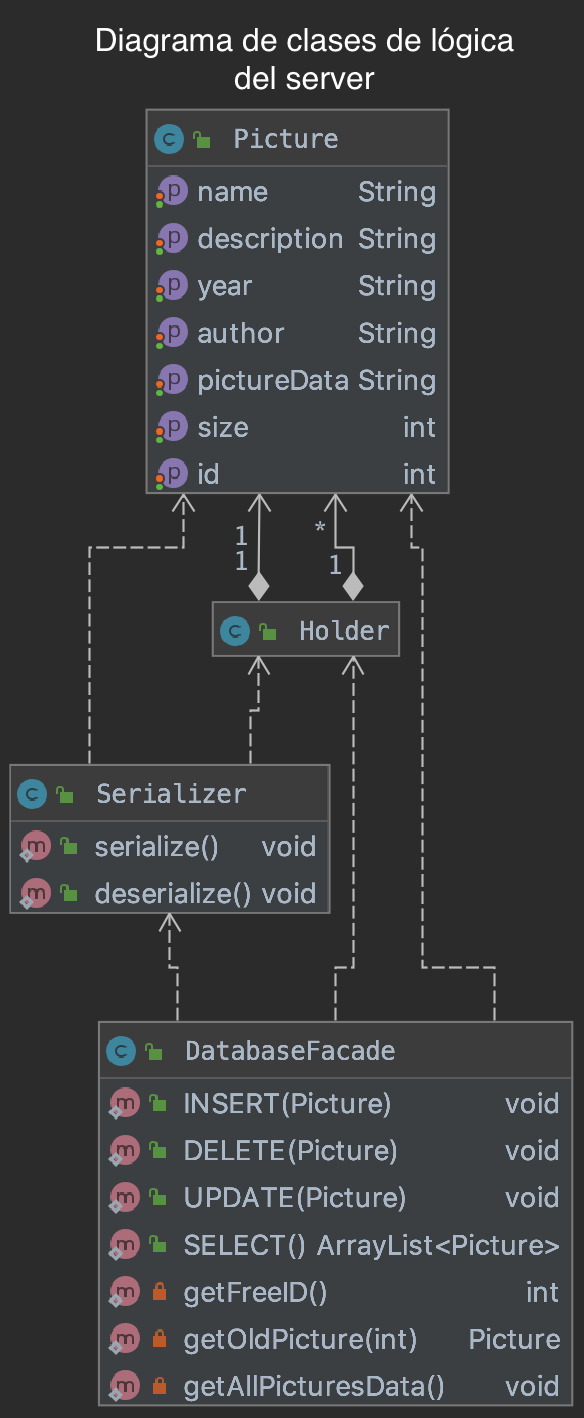 Diagrama de clases de lógica
del server
C Picture
p name String
p description String
p year String
p author String
p pictureData String
p size int
p id int
1 *
1 1
C Holder
C Serializer
m serialize() void
m deserialize() void
C DatabaseFacade
m INSERT(Picture) void
m DELETE(Picture) void
m UPDATE(Picture) void
m SELECT() ArrayList<Picture>
m getFreeID() int
m getOldPicture(int) Picture
m getAllPicturesData() void